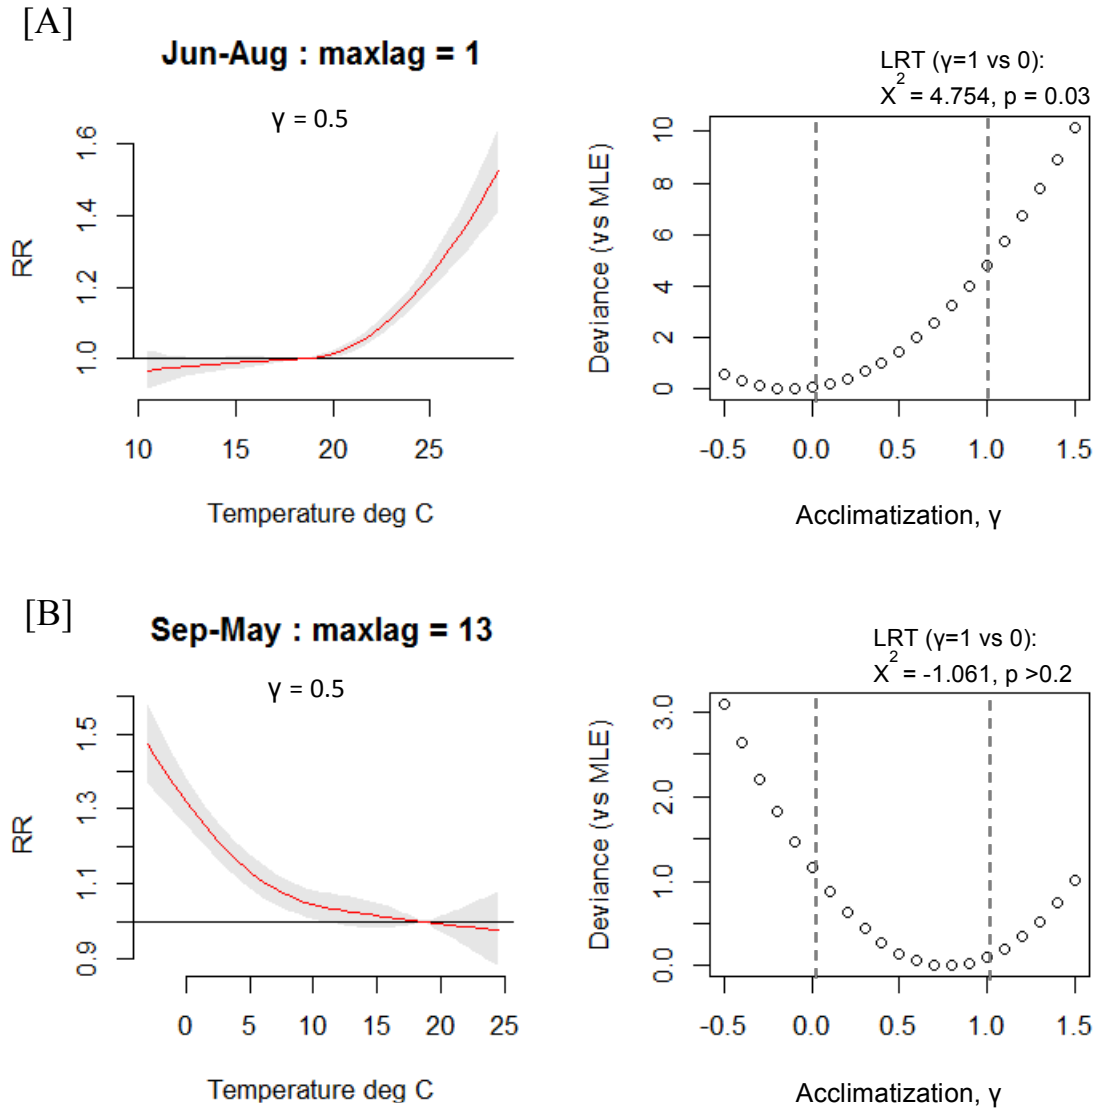 [A]
Jun-Aug : maxlag = 1
γ = 0.5
RR
1.0 1.2 1.4 1.6
10 15 20 25
Temperature deg C
LRT (γ=1 vs 0):
X² = 4.754, p = 0.03
Deviance (vs MLE)
0 2 4 6 8 10
-0.5 0.0 0.5 1.0 1.5
Acclimatization, γ
[B]
Sep-May : maxlag = 13
γ = 0.5
RR
0.9 1.1 1.3 1.5
0 5 10 15 20 25
Temperature deg C
LRT (γ=1 vs 0):
X² = -1.061, p >0.2
Deviance (vs MLE)
0.0 1.0 2.0 3.0
-0.5 0.0 0.5 1.0 1.5
Acclimatization, γ